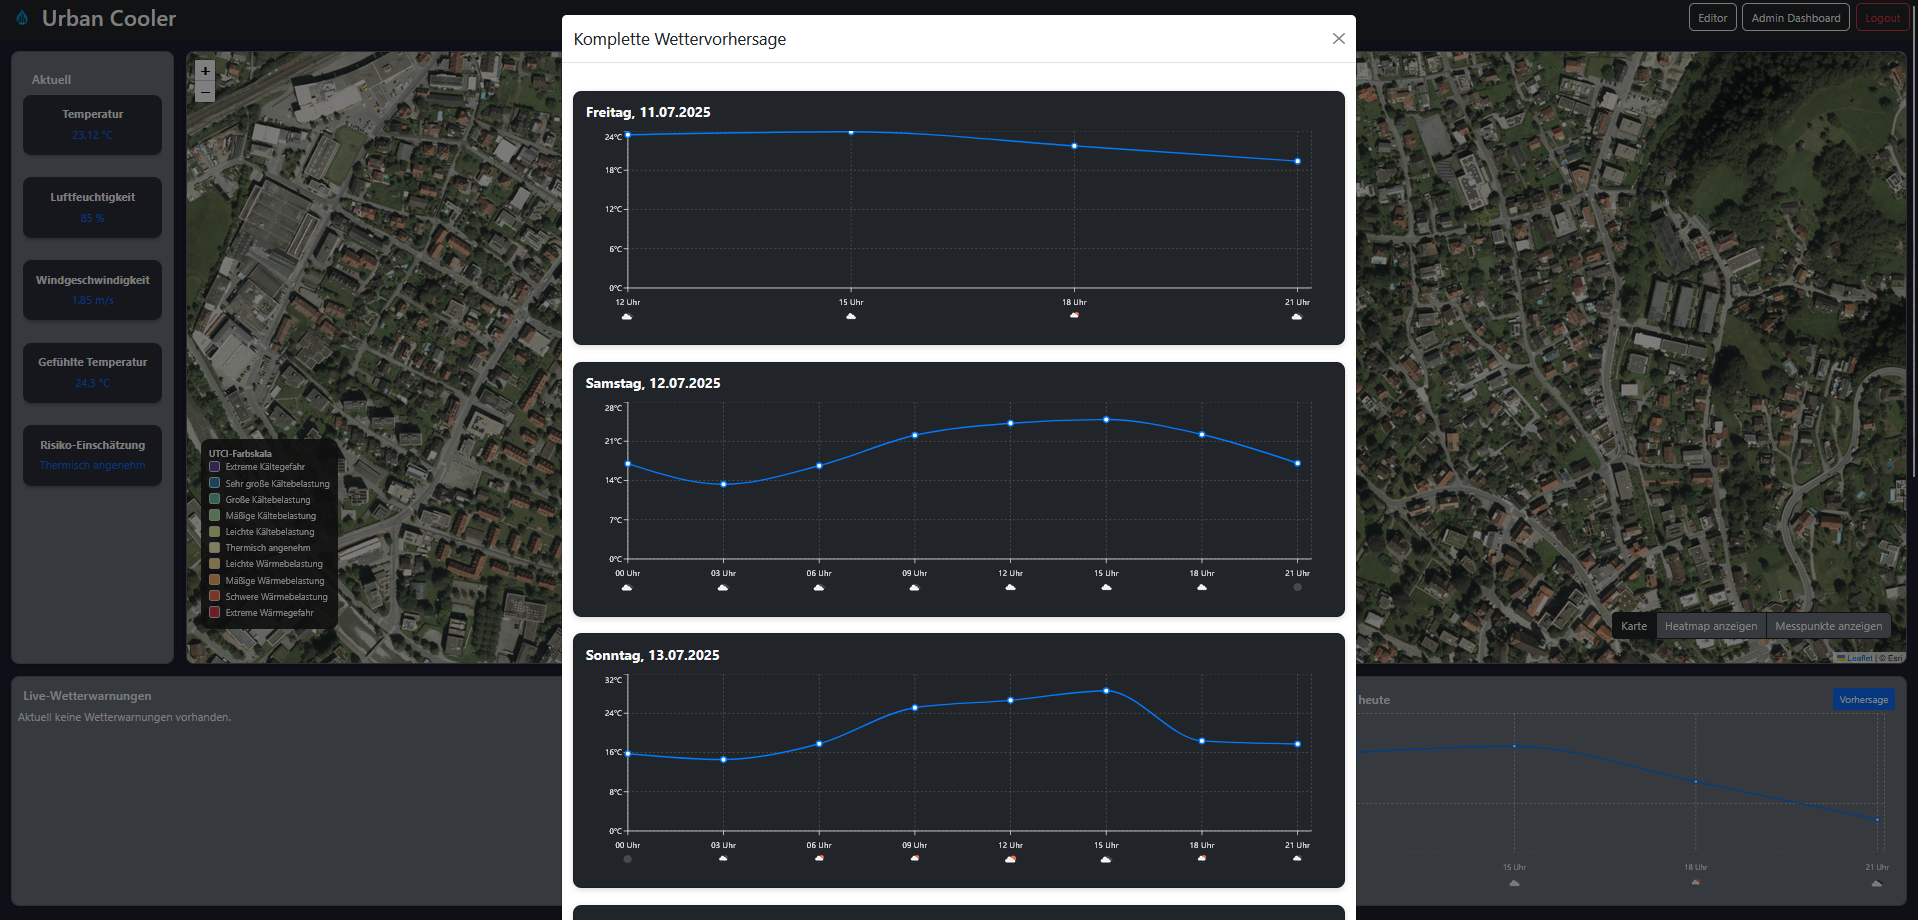 Urban Cooler
Editor
Admin Dashboard
Logout
Aktuell
Temperatur
23.12 °C
Luftfeuchtigkeit
85 %
Windgeschwindigkeit
1.85 m/s
Gefühlte Temperatur
24.3 °C
Risiko-Einschätzung
Thermisch angenehm
+
−
UTCI-Farbskala
Extreme Kältegefahr
Sehr große Kältebelastung
Große Kältebelastung
Mäßige Kältebelastung
Leichte Kältebelastung
Thermisch angenehm
Leichte Wärmebelastung
Mäßige Wärmebelastung
Schwere Wärmebelastung
Extreme Wärmegefahr
Komplette Wettervorhersage
Freitag, 11.07.2025
24°C
18°C
12°C
6°C
0°C
12 Uhr 15 Uhr 18 Uhr 21 Uhr
Samstag, 12.07.2025
28°C
21°C
14°C
7°C
0°C
00 Uhr 03 Uhr 06 Uhr 09 Uhr 12 Uhr 15 Uhr 18 Uhr 21 Uhr
Sonntag, 13.07.2025
32°C
24°C
16°C
8°C
0°C
00 Uhr 03 Uhr 06 Uhr 09 Uhr 12 Uhr 15 Uhr 18 Uhr 21 Uhr
Karte
Heatmap anzeigen
Messpunkte anzeigen
Leaflet | © Esri
Live-Wetterwarnungen
Aktuell keine Wetterwarnungen vorhanden.
heute
Vorhersage
15 Uhr 18 Uhr 21 Uhr